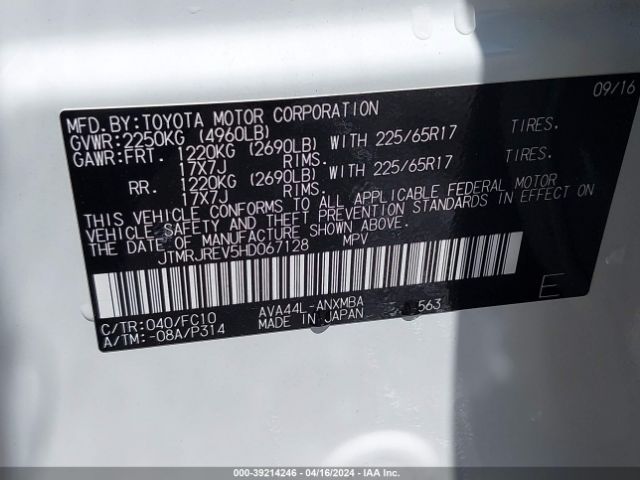 09/16
MFD.BY:TOYOTA MOTOR CORPORATION
GVWR:2250KG (4960LB)
GAWR:FRT. 1220KG (2690LB) WITH 225/65R17 TIRES.
17X7J RIMS.
RR. 1220KG (2690LB) WITH 225/65R17 TIRES.
17X7J RIMS.
THIS VEHICLE CONFORMS TO ALL APPLICABLE FEDERAL MOTOR
VEHICLE SAFETY AND THEFT PREVENTION STANDARDS IN EFFECT ON
THE DATE OF MANUFACTURE SHOWN ABOVE.
JTMRJREV5HD067128 MPV
C/TR:040/FC10 AVA44L-ANXMBA 563
A/TM:-08A/P314 MADE IN JAPAN E
000-39214246 - 04/16/2024 - IAA